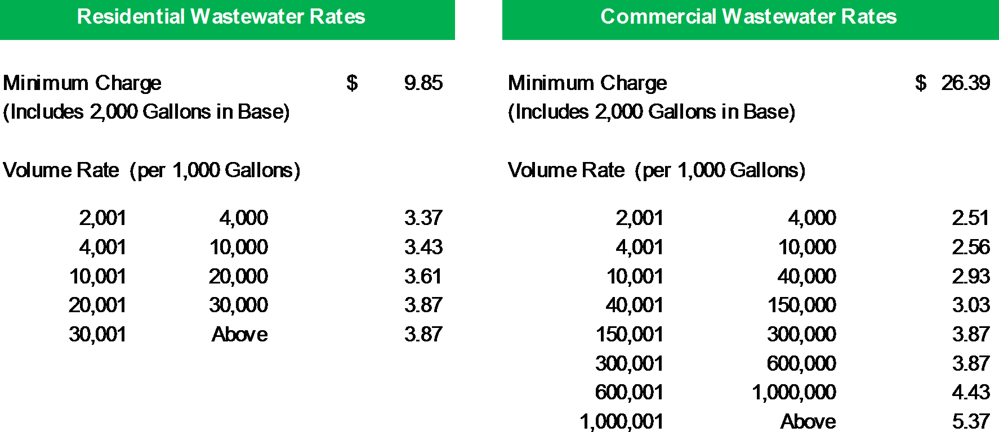 Residential Wastewater Rates
Minimum Charge $ 9.85
(Includes 2,000 Gallons in Base)
Volume Rate (per 1,000 Gallons)
2,001 4,000 3.37
4,001 10,000 3.43
10,001 20,000 3.61
20,001 30,000 3.87
30,001 Above 3.87
Commercial Wastewater Rates
Minimum Charge $ 26.39
(Includes 2,000 Gallons in Base)
Volume Rate (per 1,000 Gallons)
2,001 4,000 2.51
4,001 10,000 2.56
10,001 40,000 2.93
40,001 150,000 3.03
150,001 300,000 3.87
300,001 600,000 3.87
600,001 1,000,000 4.43
1,000,001 Above 5.37